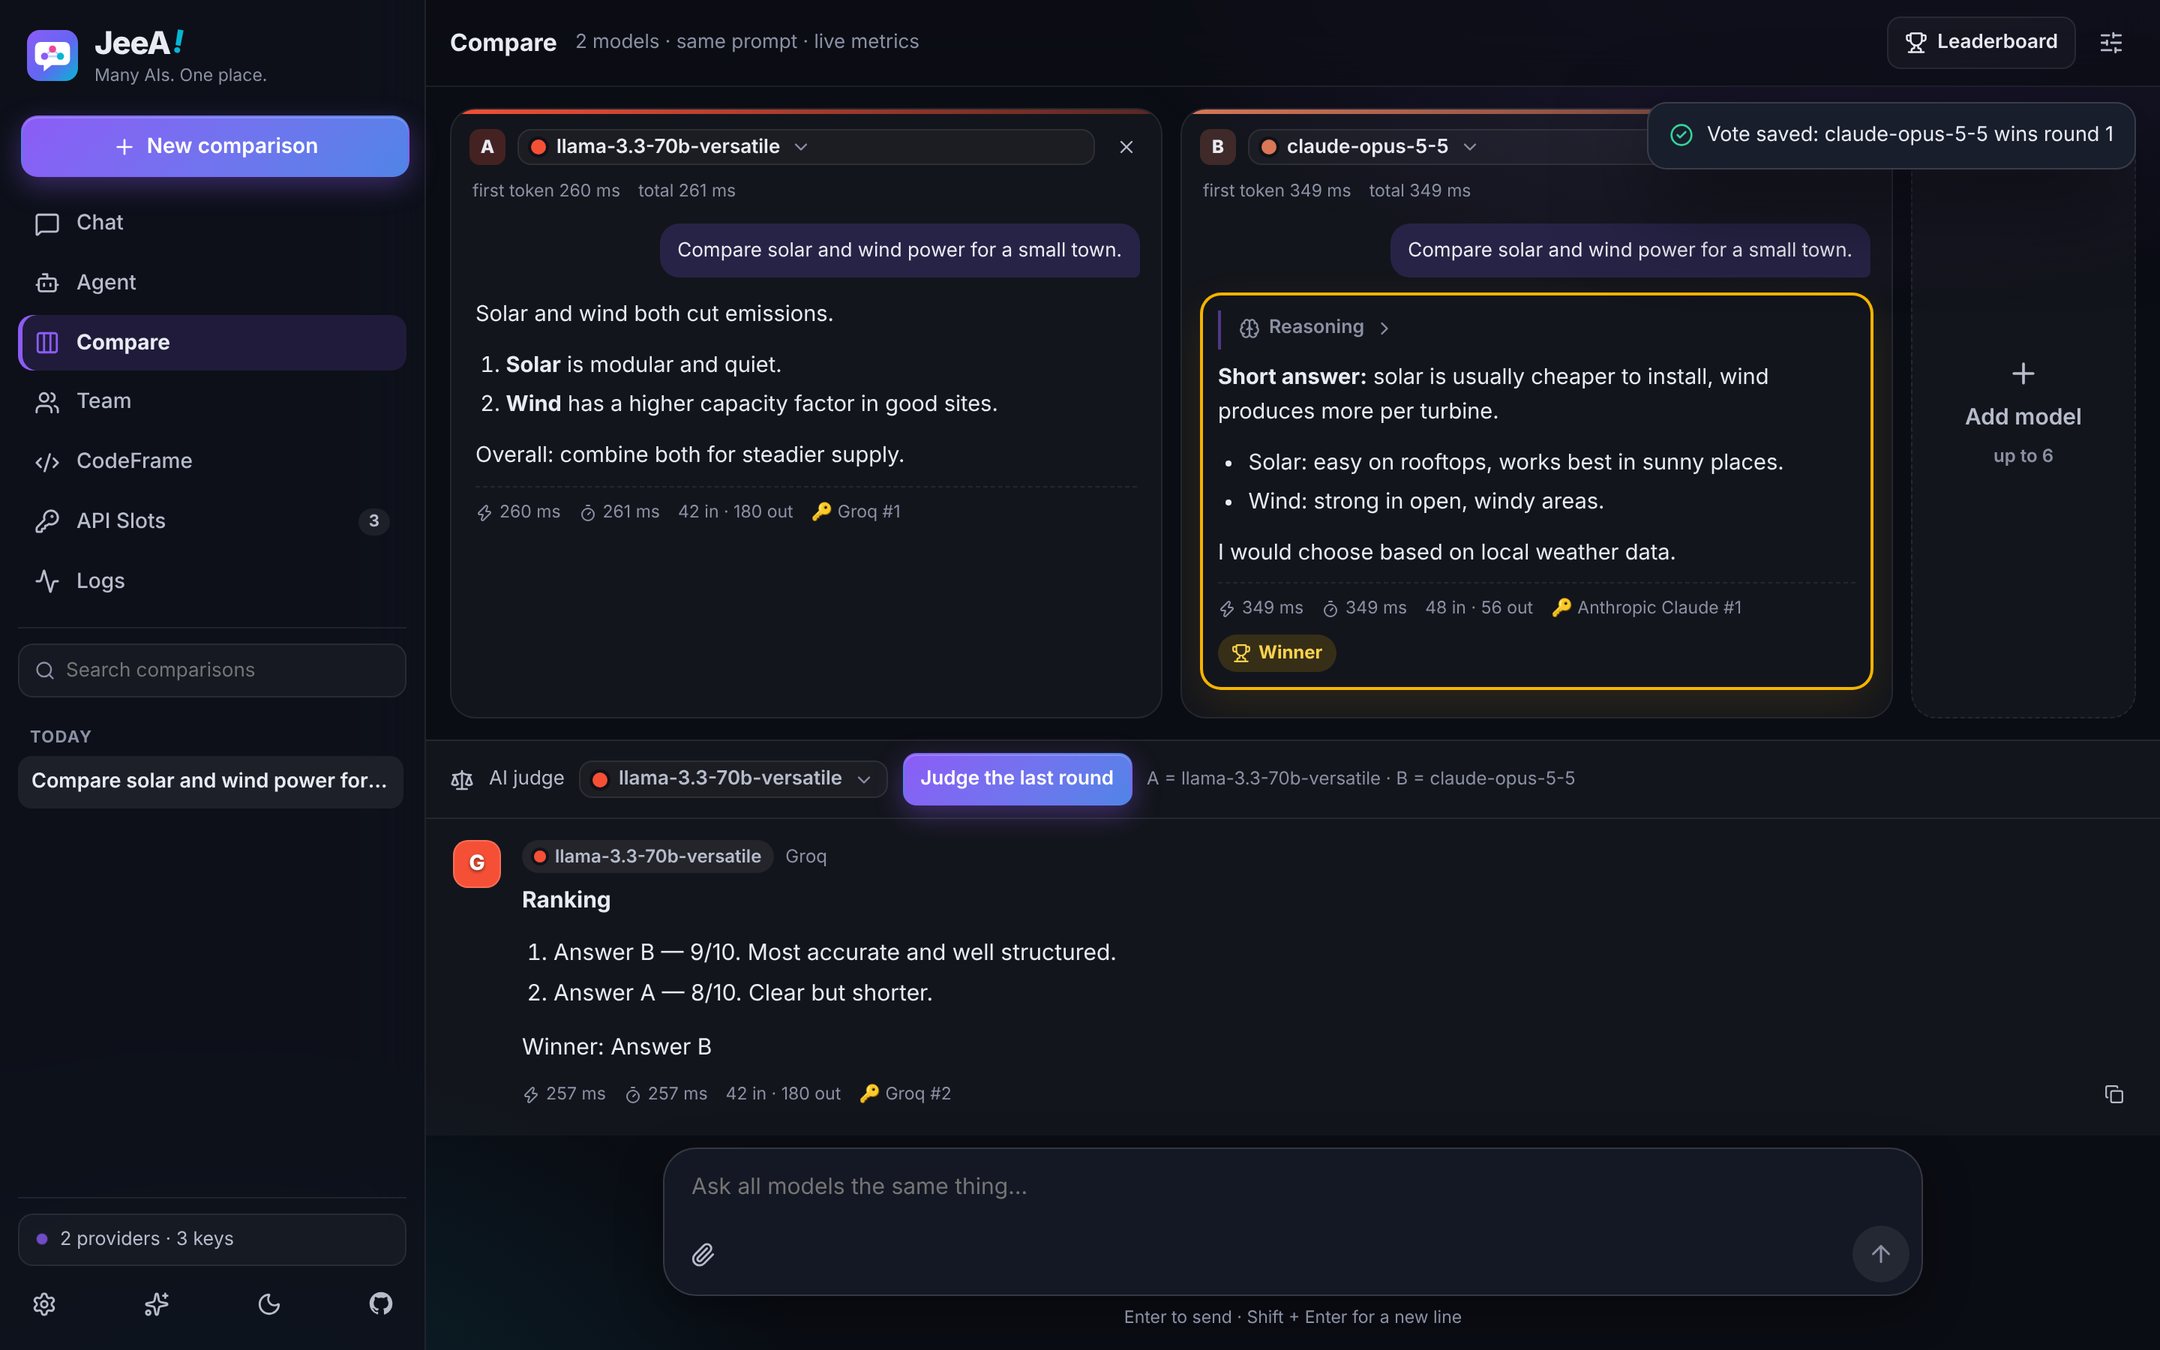 JeeA!
Many AIs. One place.
New comparison
Chat
Agent
Compare
Team
CodeFrame
API Slots
3
Logs
Search comparisons
TODAY
Compare solar and wind power for...
2 providers · 3 keys
Compare
2 models · same prompt · live metrics
Leaderboard
Vote saved: claude-opus-5-5 wins round 1
A
llama-3.3-70b-versatile
first token 260 ms total 261 ms
Compare solar and wind power for a small town.
Solar and wind both cut emissions.
1. Solar is modular and quiet.
2. Wind has a higher capacity factor in good sites.
Overall: combine both for steadier supply.
260 ms 261 ms 42 in · 180 out Groq #1
B
claude-opus-5-5
first token 349 ms total 349 ms
Compare solar and wind power for a small town.
Reasoning
Short answer: solar is usually cheaper to install, wind
produces more per turbine.
• Solar: easy on rooftops, works best in sunny places.
• Wind: strong in open, windy areas.
I would choose based on local weather data.
349 ms 349 ms 48 in · 56 out Anthropic Claude #1
Winner
Add model
up to 6
AI judge
llama-3.3-70b-versatile
Judge the last round
A = llama-3.3-70b-versatile · B = claude-opus-5-5
G
llama-3.3-70b-versatile Groq
Ranking
1. Answer B — 9/10. Most accurate and well structured.
2. Answer A — 8/10. Clear but shorter.
Winner: Answer B
257 ms 257 ms 42 in · 180 out Groq #2
Ask all models the same thing...
Enter to send · Shift + Enter for a new line